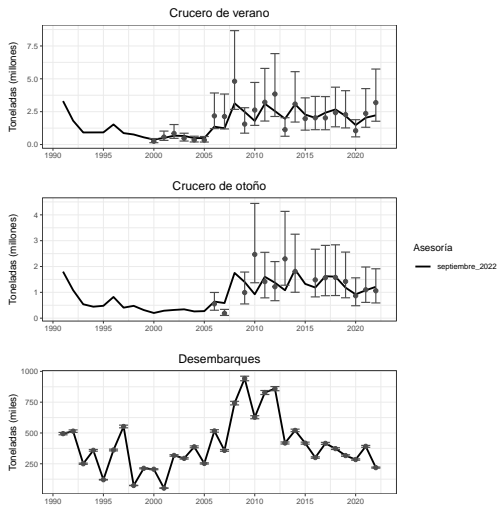 Crucero de verano
Toneladas (millones)
7.5
5.0
2.5
0.0
1990 1995 2000 2005 2010 2015 2020
Crucero de otoño
Toneladas (millones)
4
3
2
1
0
1990 1995 2000 2005 2010 2015 2020
Asesoría
septiembre_2022
Desembarques
Toneladas (miles)
1000
750
500
250
1990 1995 2000 2005 2010 2015 2020